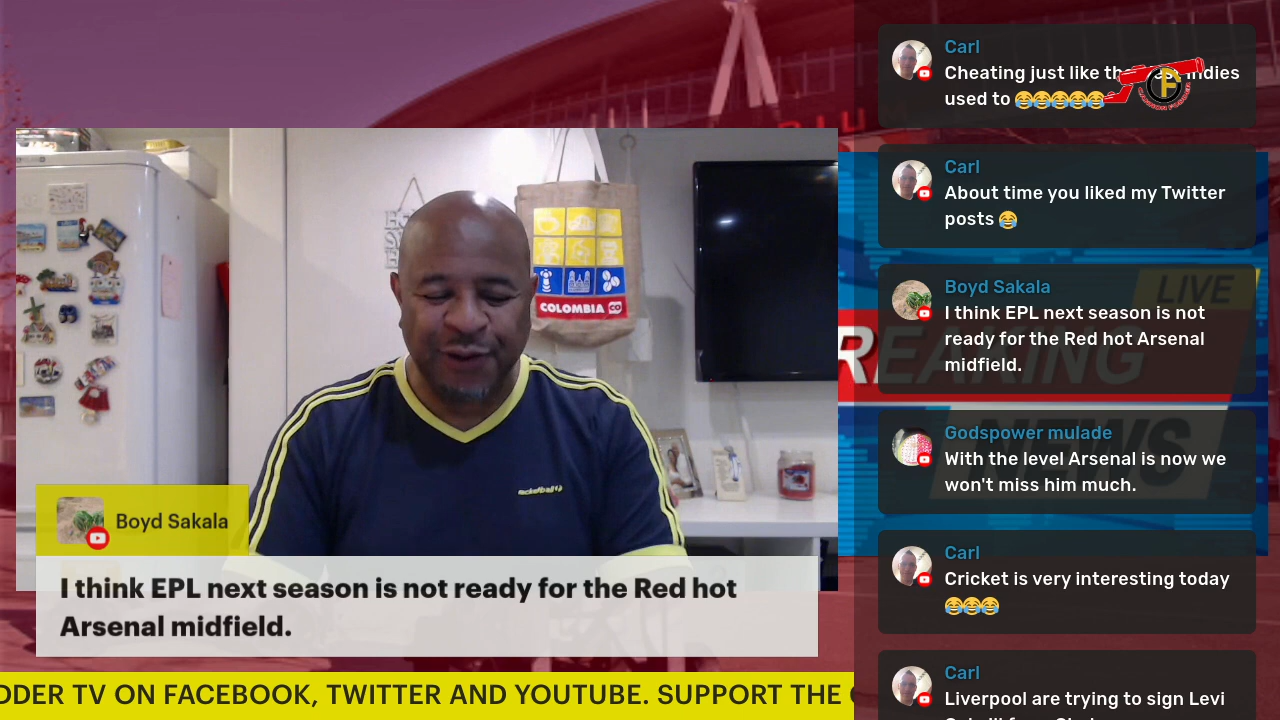 Carl
Cheating just like the
Indies
used to 😂😂😂😂😂
Carl
About time you liked my Twitter
posts 😂
Boyd Sakala
I think EPL next season is not
ready for the Red hot Arsenal
midfield.
LIVE
REAKING
NEWS
Godspower mulade
With the level Arsenal is now we
won't miss him much.
Carl
Cricket is very interesting today
😂😂😂
Carl
Liverpool are trying to sign Levi
COLOMBIA CO
Boyd Sakala
I think EPL next season is not ready for the Red hot
Arsenal midfield.
DDER TV ON FACEBOOK, TWITTER AND YOUTUBE. SUPPORT THE